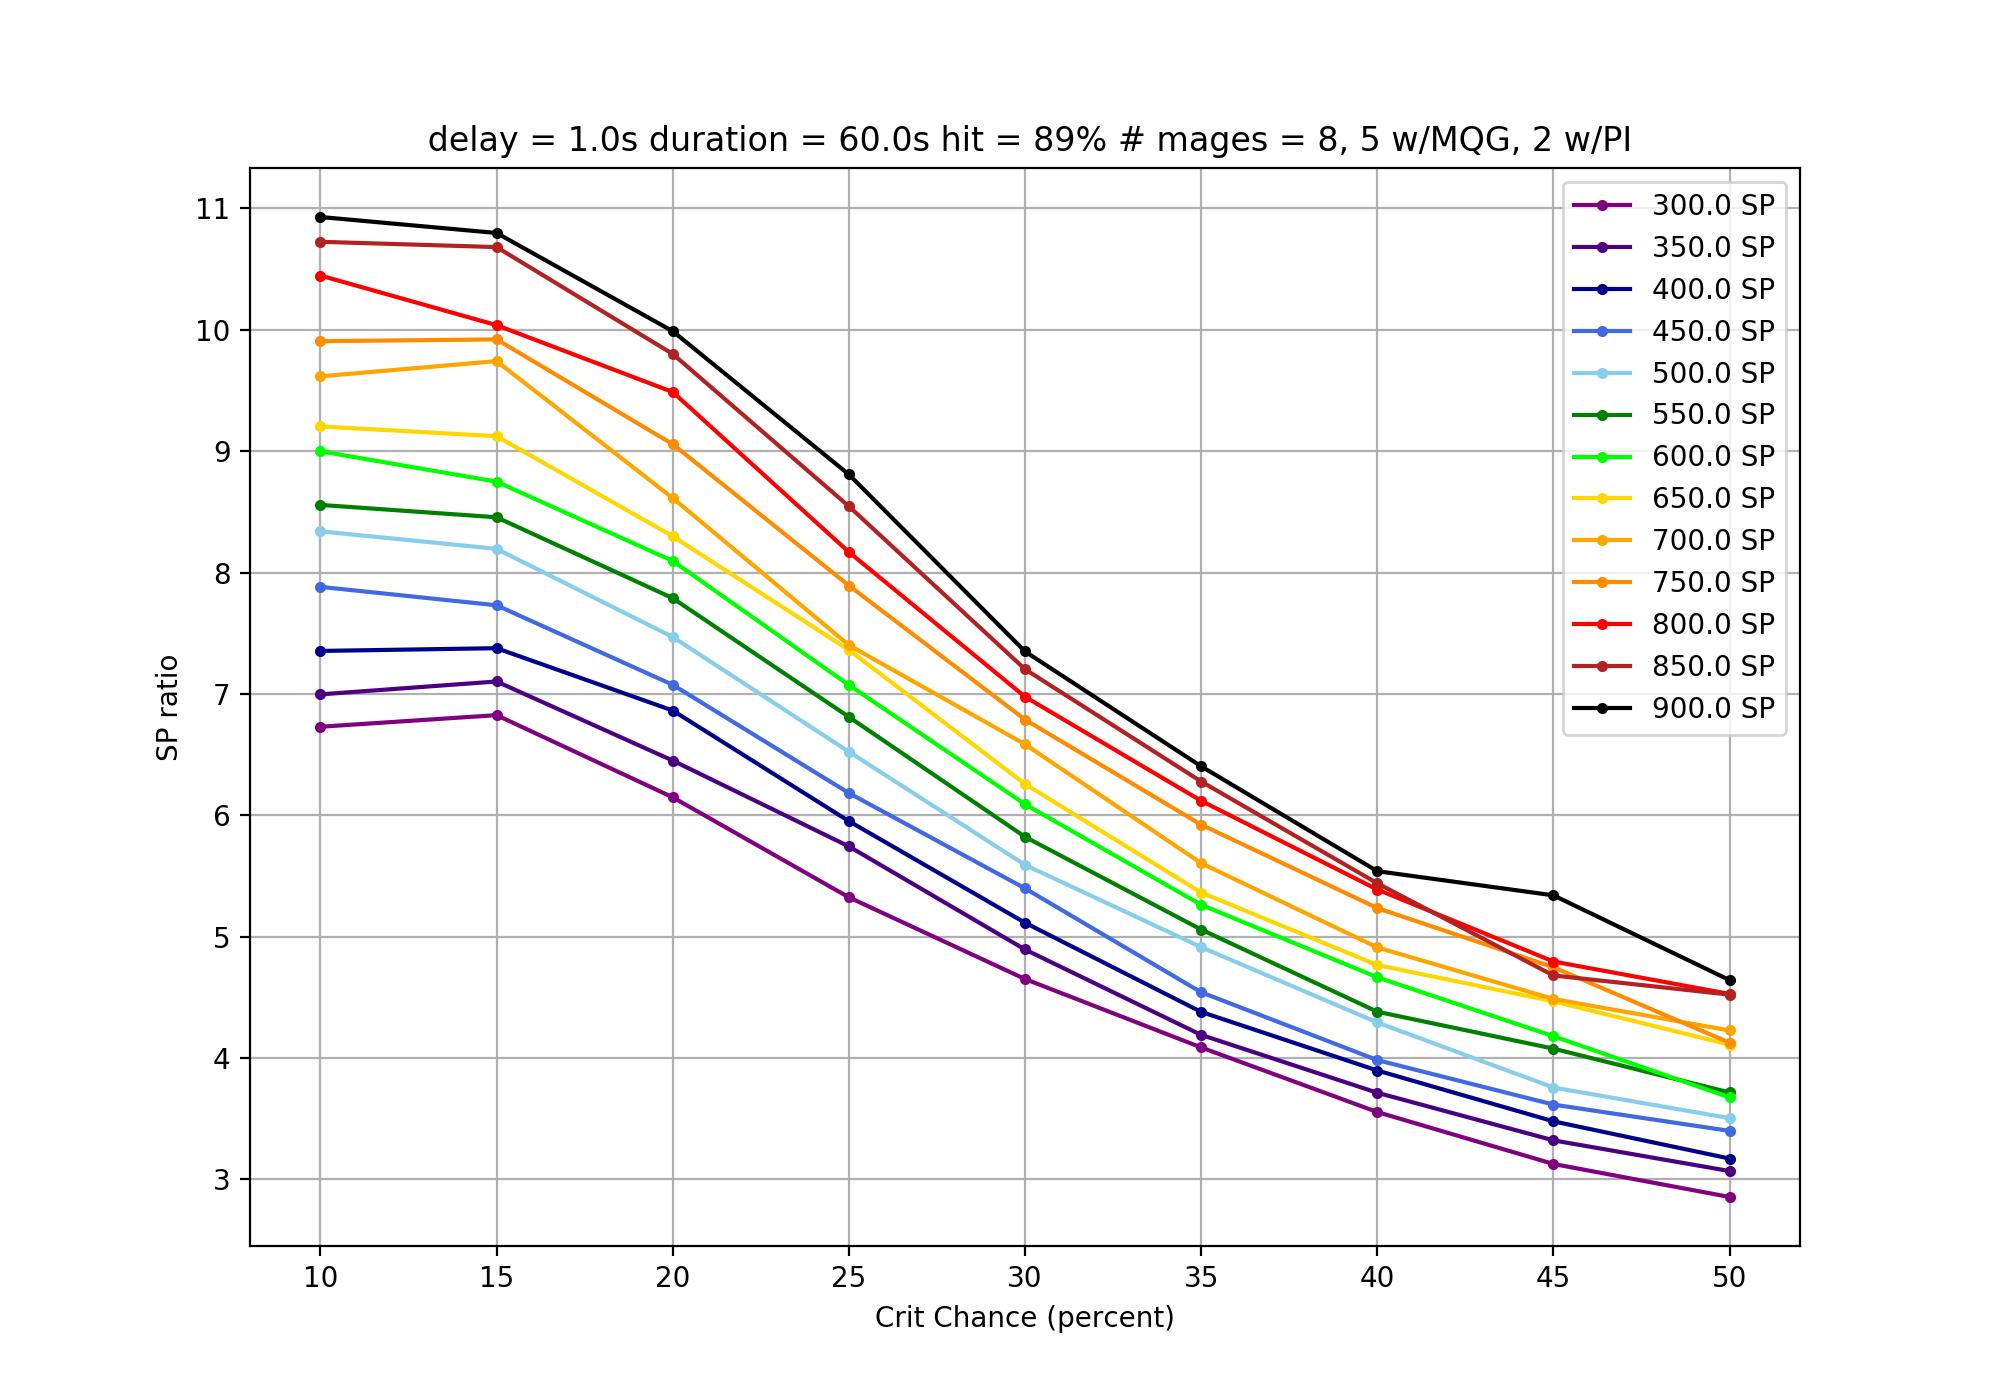 delay = 1.0s duration = 60.0s hit = 89% # mages = 8, 5 w/MQG, 2 w/PI
11
10
9
8
7
6
5
4
3
SP ratio
300.0 SP
350.0 SP
400.0 SP
450.0 SP
500.0 SP
550.0 SP
600.0 SP
650.0 SP
700.0 SP
750.0 SP
800.0 SP
850.0 SP
900.0 SP
10 15 20 25 30 35 40 45 50
Crit Chance (percent)